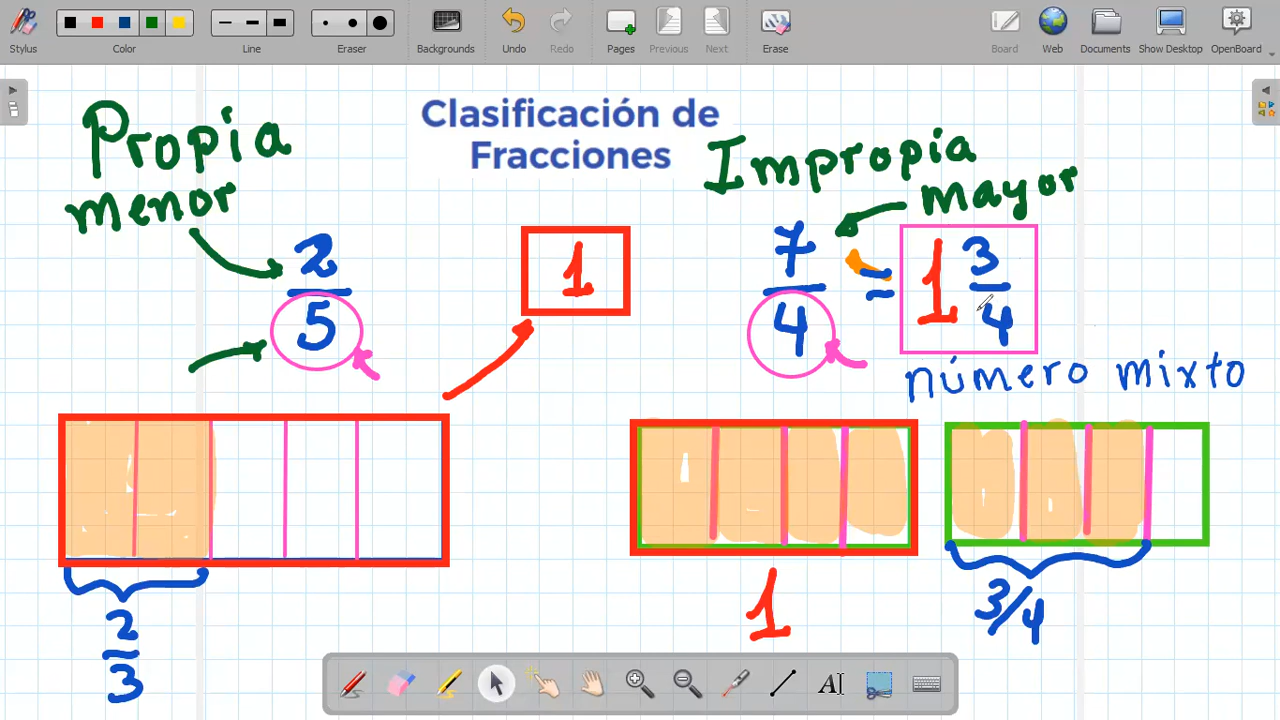 Stylus
Color
Line
Eraser
Backgrounds
Undo
Redo
Pages
Previous
Next
Erase
Board
Web
Documents
Show Desktop
OpenBoard
Clasificación de
Fracciones
Propia
menor
2
5
1
Impropia
mayor
7
4
=
1 3
4
número mixto
2
3
1
3/4
AI